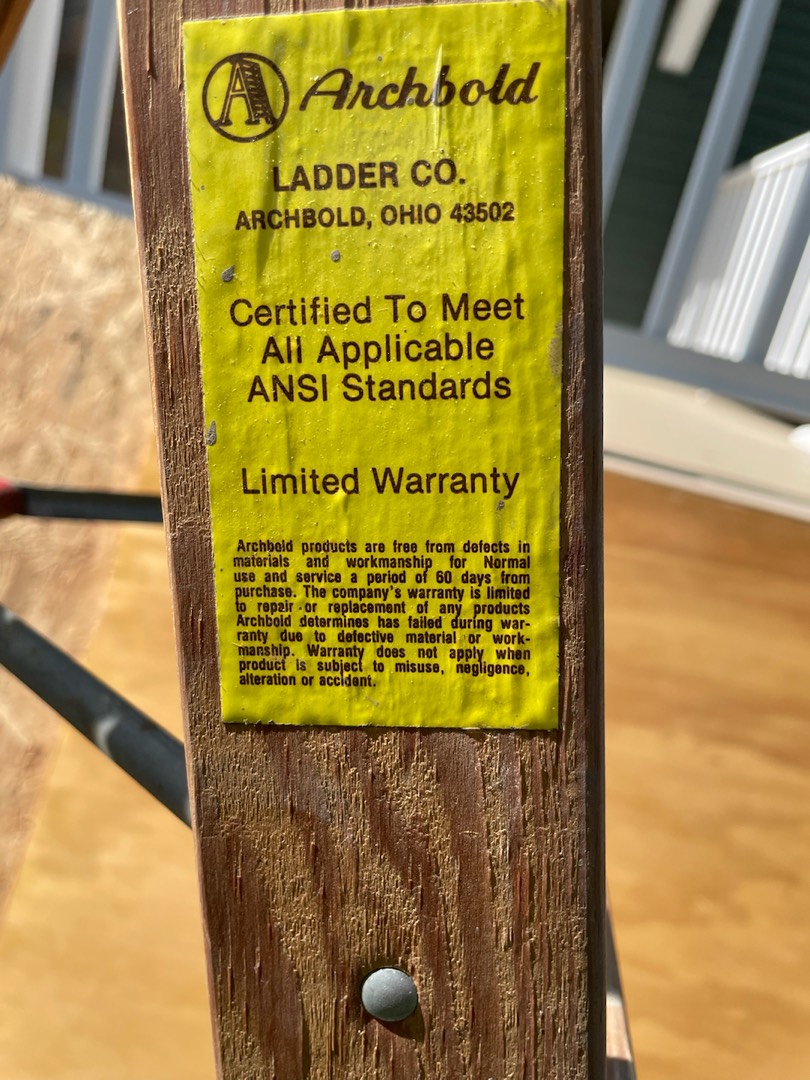 A Archbold
LADDER CO.
ARCHBOLD, OHIO 43502
Certified To Meet
All Applicable
ANSI Standards
Limited Warranty
Archbold products are free from defects in
materials and workmanship for Normal
use and service a period of 60 days from
purchase. The company's warranty is limited
to repair or replacement of any products
Archbold determines has failed during war-
ranty due to defective material or work-
manship. Warranty does not apply when
product is subject to misuse, negligence,
alteration or accident.